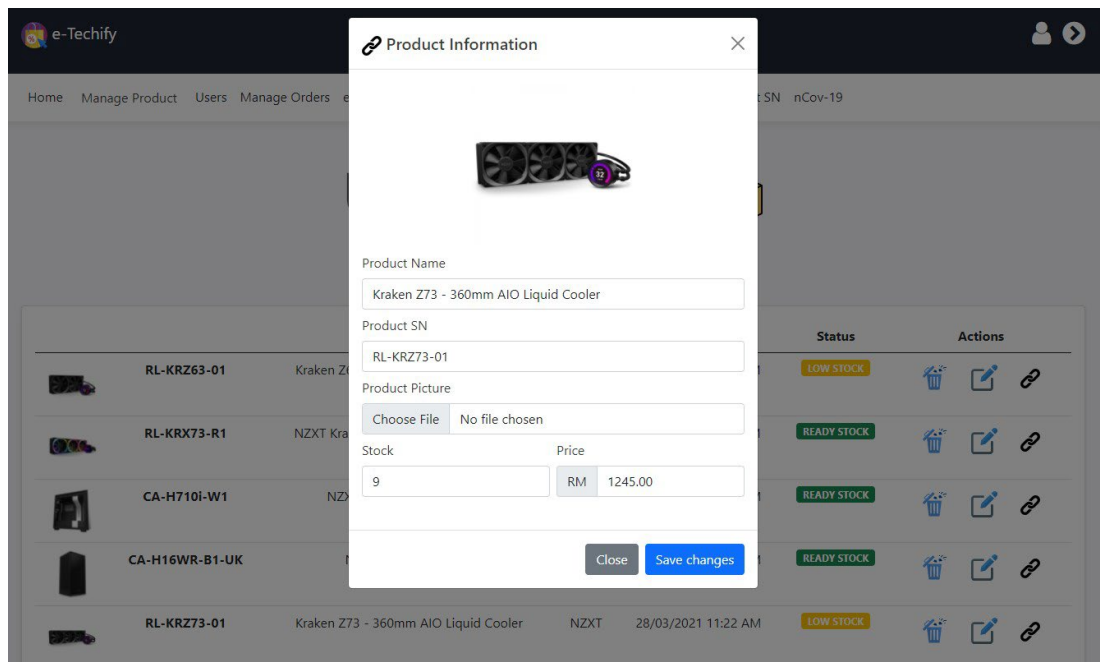 e-Techify
Product Information
Home Manage Product Users Manage Orders e
t SN nCov-19
32
Product Name
Kraken Z73 - 360mm AIO Liquid Cooler
Product SN
RL-KRZ73-01
Product Picture
Choose File No file chosen
Stock Price
9 RM 1245.00
Close Save changes
Status Actions
RL-KRZ63-01 Kraken Z6 LOW STOCK
RL-KRX73-R1 NZXT Kra READY STOCK
CA-H710i-W1 NZX READY STOCK
CA-H16WR-B1-UK READY STOCK
RL-KRZ73-01 Kraken Z73 - 360mm AIO Liquid Cooler NZXT 28/03/2021 11:22 AM LOW STOCK